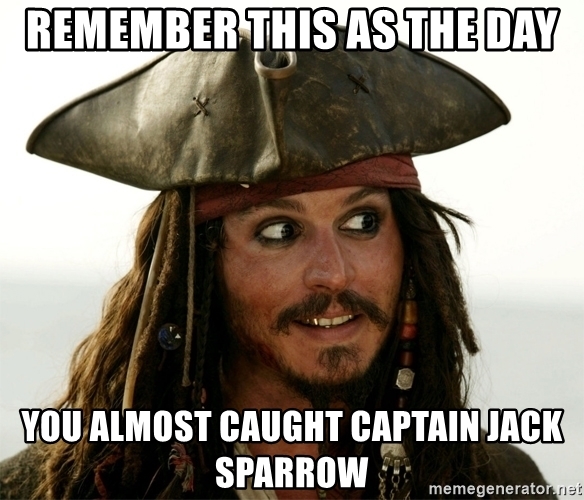 REMEMBER THIS AS THE DAY
YOU ALMOST CAUGHT CAPTAIN JACK
SPARROW
memegenerator.net